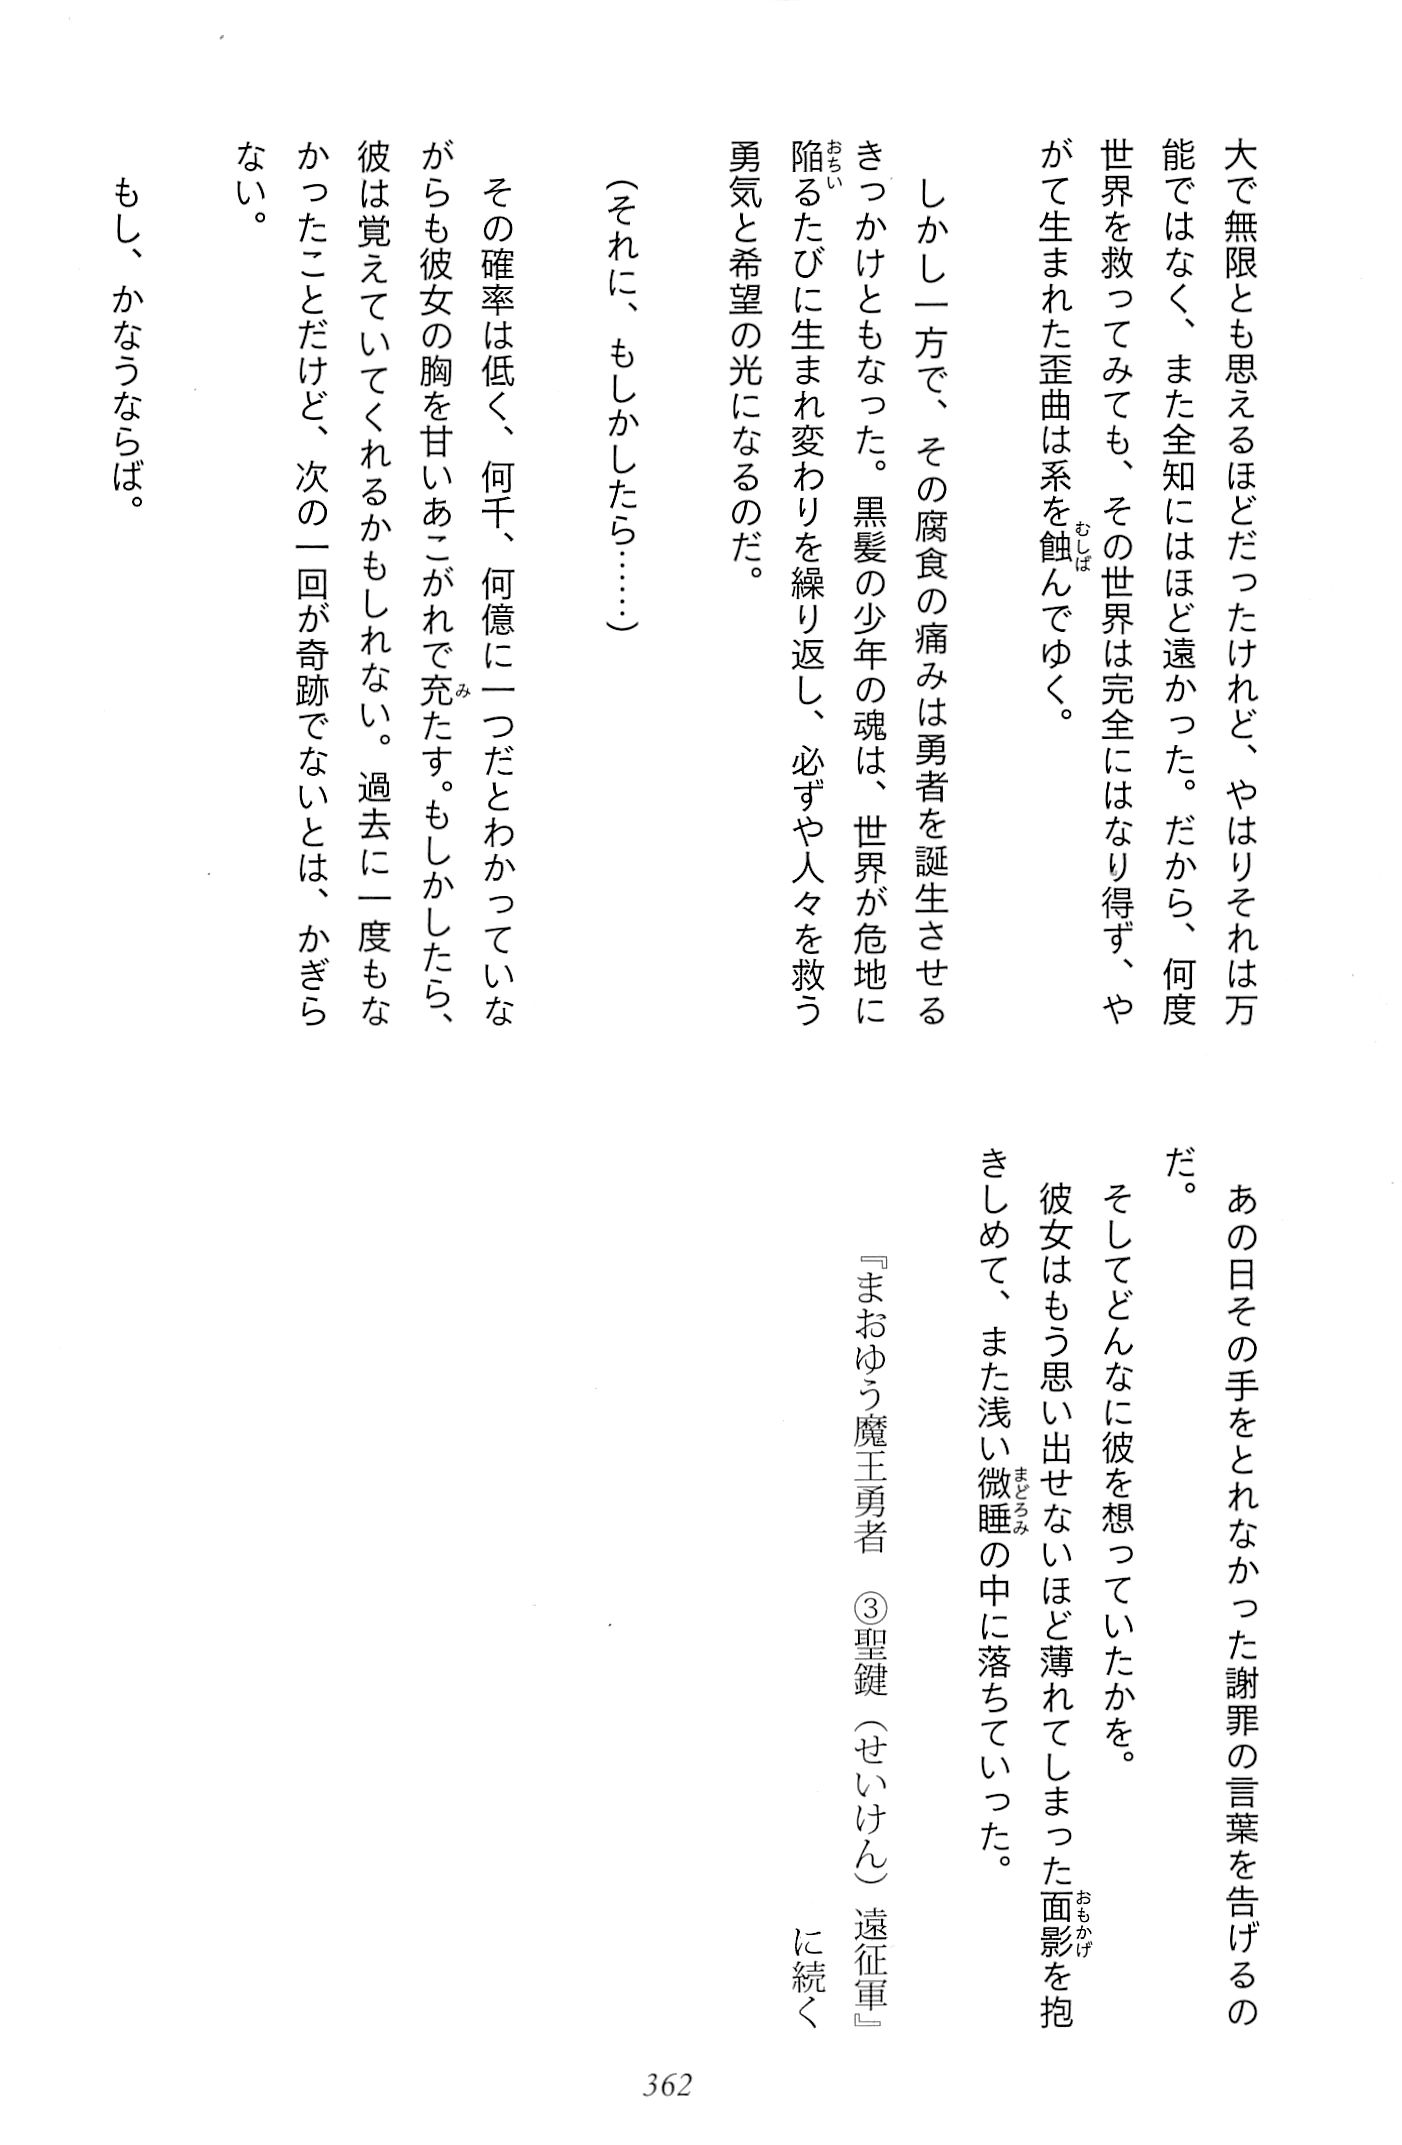 大で無限とも思えるほどだったけれど、やはりそれは万
能ではなく、また全知にはほど遠かった。だから、何度
世界を救ってみても、その世界は完全にはなり得ず、や
がて生まれた歪曲は系を蝕んでゆく。
しかし一方で、その腐食の痛みは勇者を誕生させる
きっかけともなった。黒髪の少年の魂は、世界が危地に
陥るたびに生まれ変わりを繰り返し、必ずや人々を救う
勇気と希望の光になるのだ。
（それに、もしかしたら……）
その確率は低く、何千、何億に一つだとわかっていな
がらも彼女の胸を甘いあこがれで充たす。もしかしたら、
彼は覚えていてくれるかもしれない。過去に一度もな
かったことだけど、次の一回が奇跡でないとは、かぎら
ない。
もし、かなうならば。
あの日その手をとれなかった謝罪の言葉を告げるの
だ。
そしてどんなに彼を想っていたかを。
彼女はもう思い出せないほど薄れてしまった面影を抱
きしめて、また浅い微睡の中に落ちていった。
『まおゆう魔王勇者　③聖鍵（せいけん）遠征軍』
に続く
362